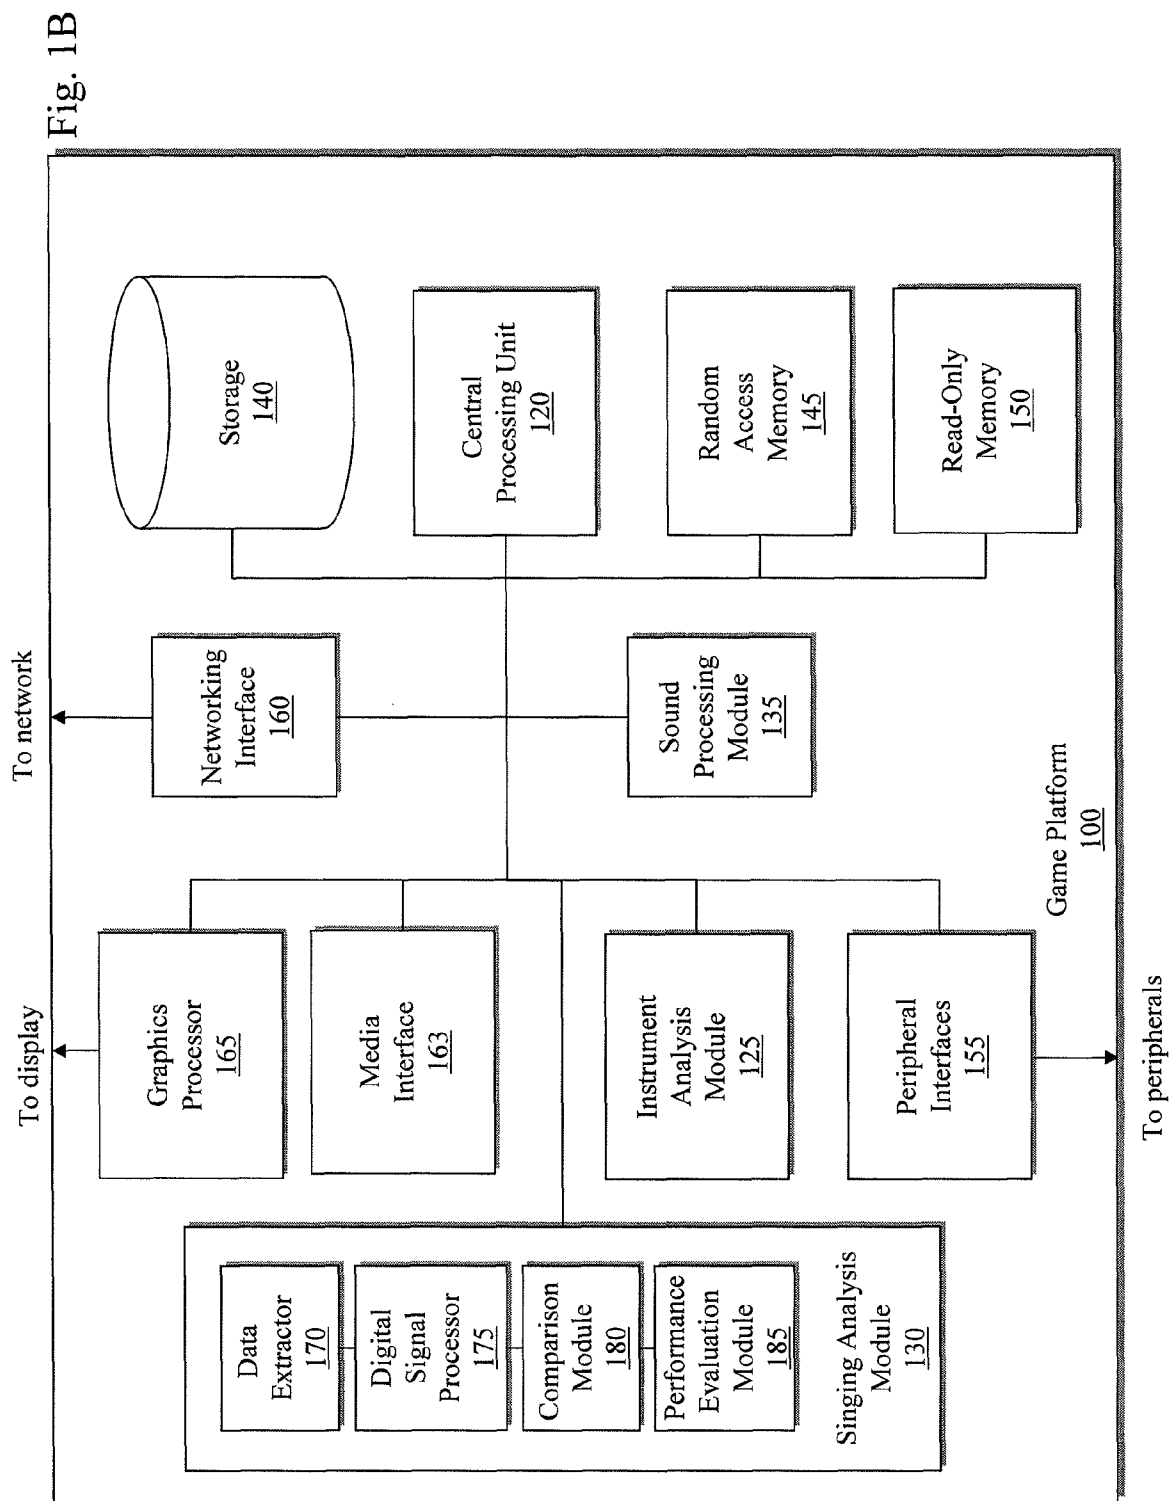 Fig. 1B
To display
To network
Data
Extractor
170
Digital
Signal
Processor
175
Comparison
Module
180
Performance
Evaluation Module
185
Singing Analysis
Module
130
Graphics
Processor
165
Media
Interface
163
Instrument
Analysis
Module
125
Peripheral
Interfaces
155
Networking
Interface
160
Sound
Processing
Module
135
Storage
140
Central
Processing Unit
120
Random
Access
Memory
145
Read-Only
Memory
150
Game Platform
100
To peripherals